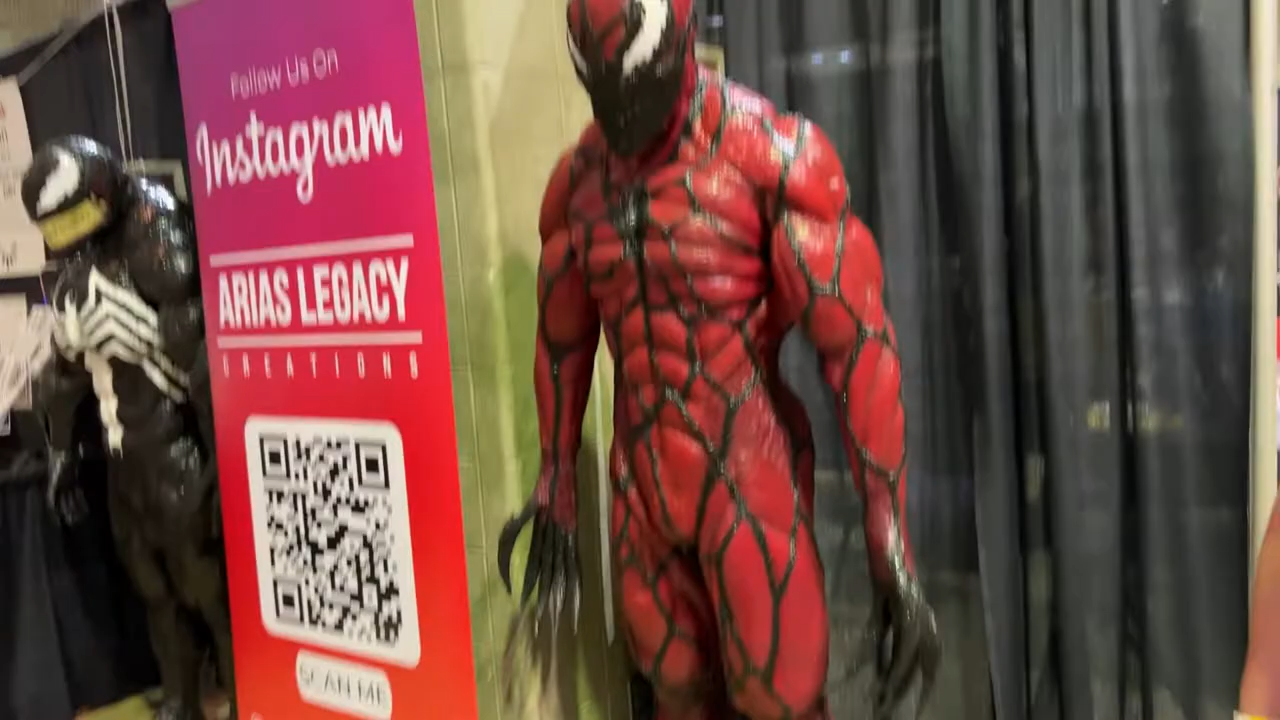 Follow Us On
Instagram
ARIAS LEGACY
CREATIONS
SCAN ME